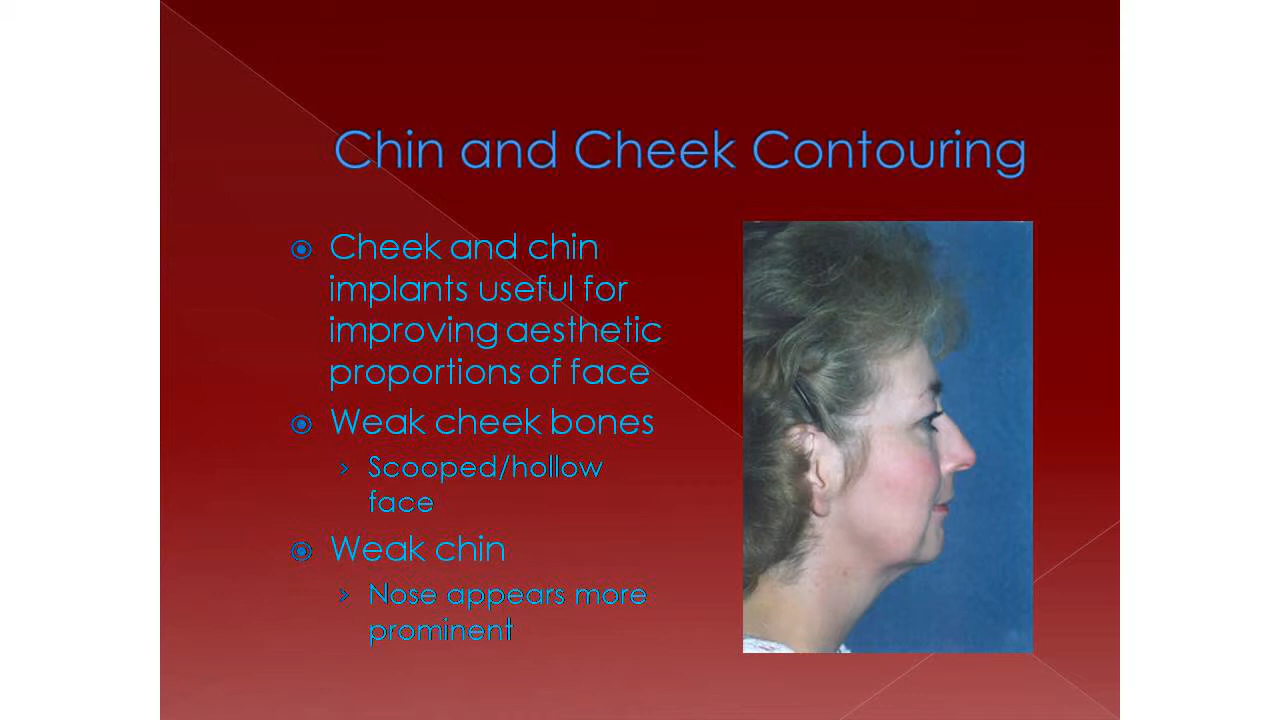 Chin and Cheek Contouring
Cheek and chin
implants useful for
improving aesthetic
proportions of face
Weak cheek bones
Scooped/hollow
face
Weak chin
Nose appears more
prominent